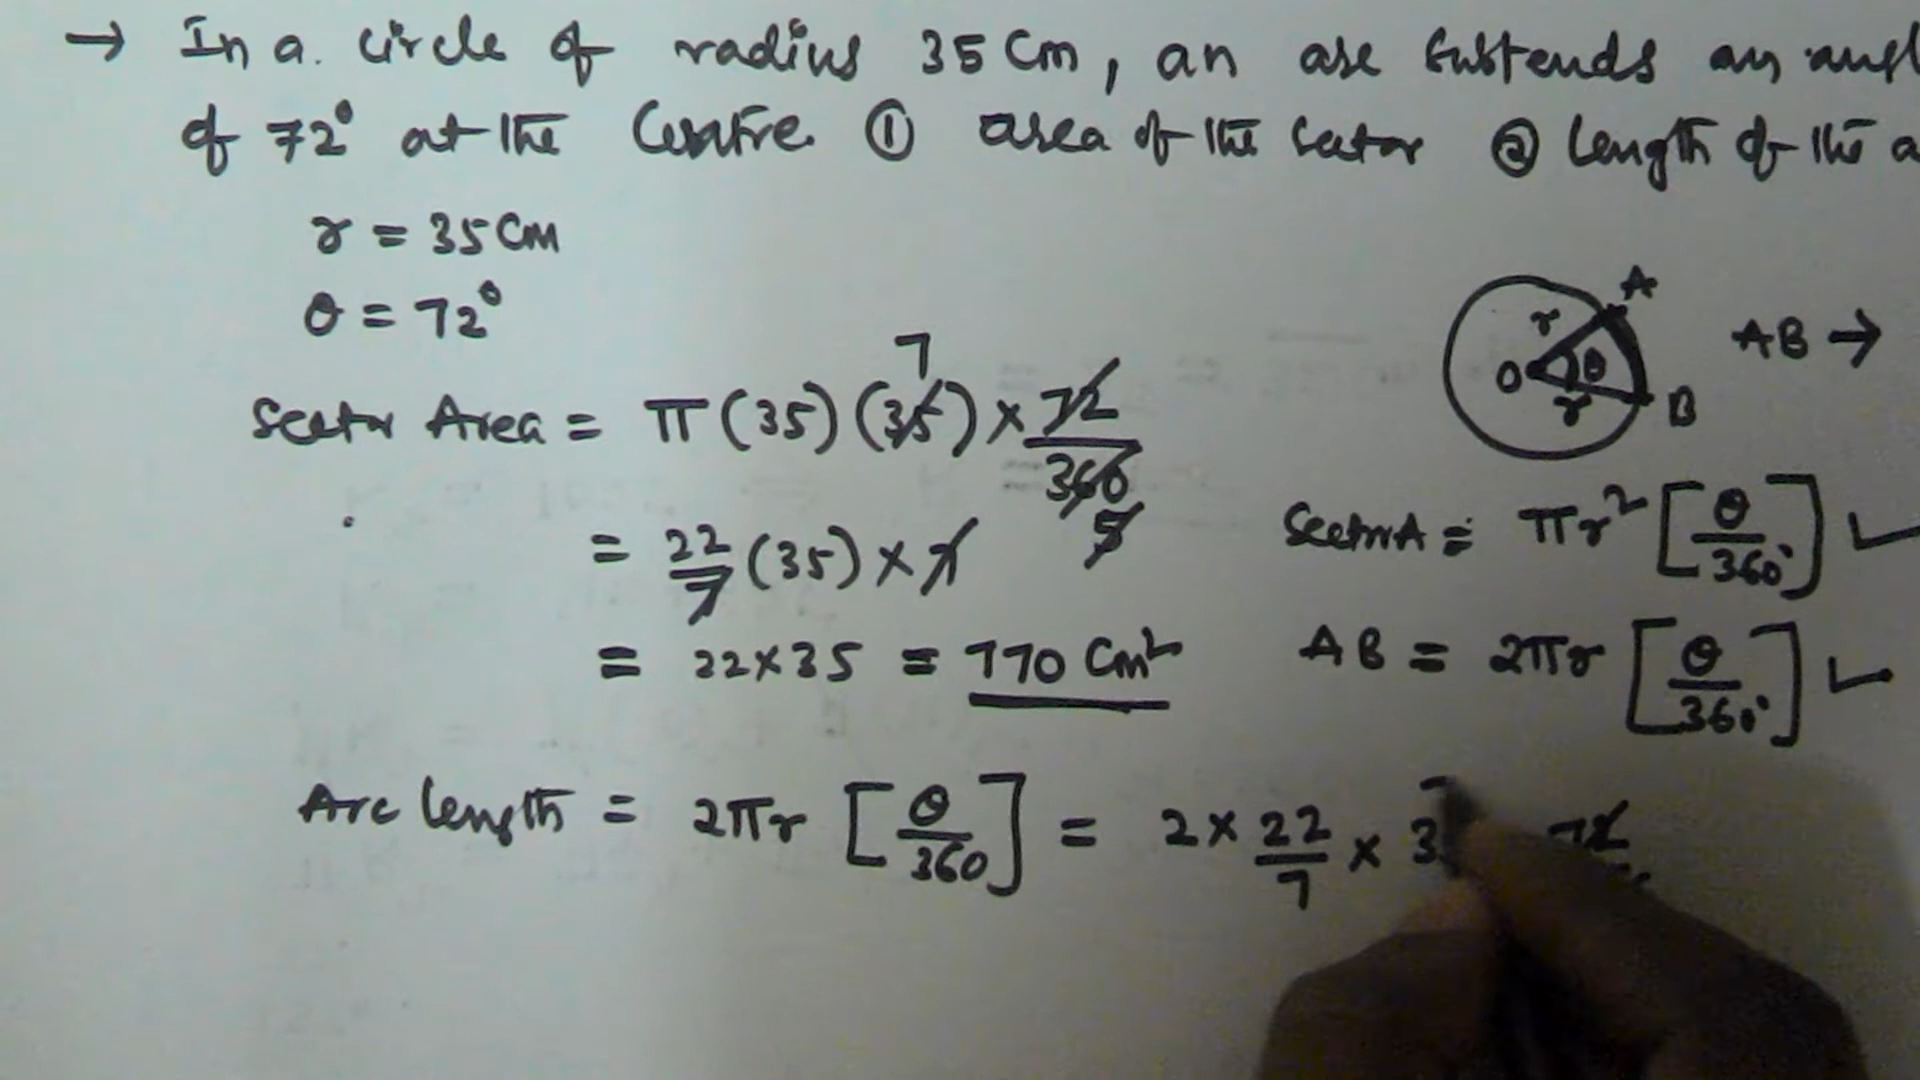 → In a. circle of radius 35 cm, an arc subtends an angl
of 72° at the Centre. ① area of the sector ② length of the a
r = 35 cm
θ = 72°
A
r
O
θ
r
B
AB →
7
Sector Area = π(35)(35) × 72/360
5
= 22/7 (35) × 7
= 22×35 = 770 cm²
Sector A = πr² [θ/360°] ✓
AB = 2πr [θ/360°] ✓
Arc length = 2πr [θ/360] = 2 × 22/7 × 3 72